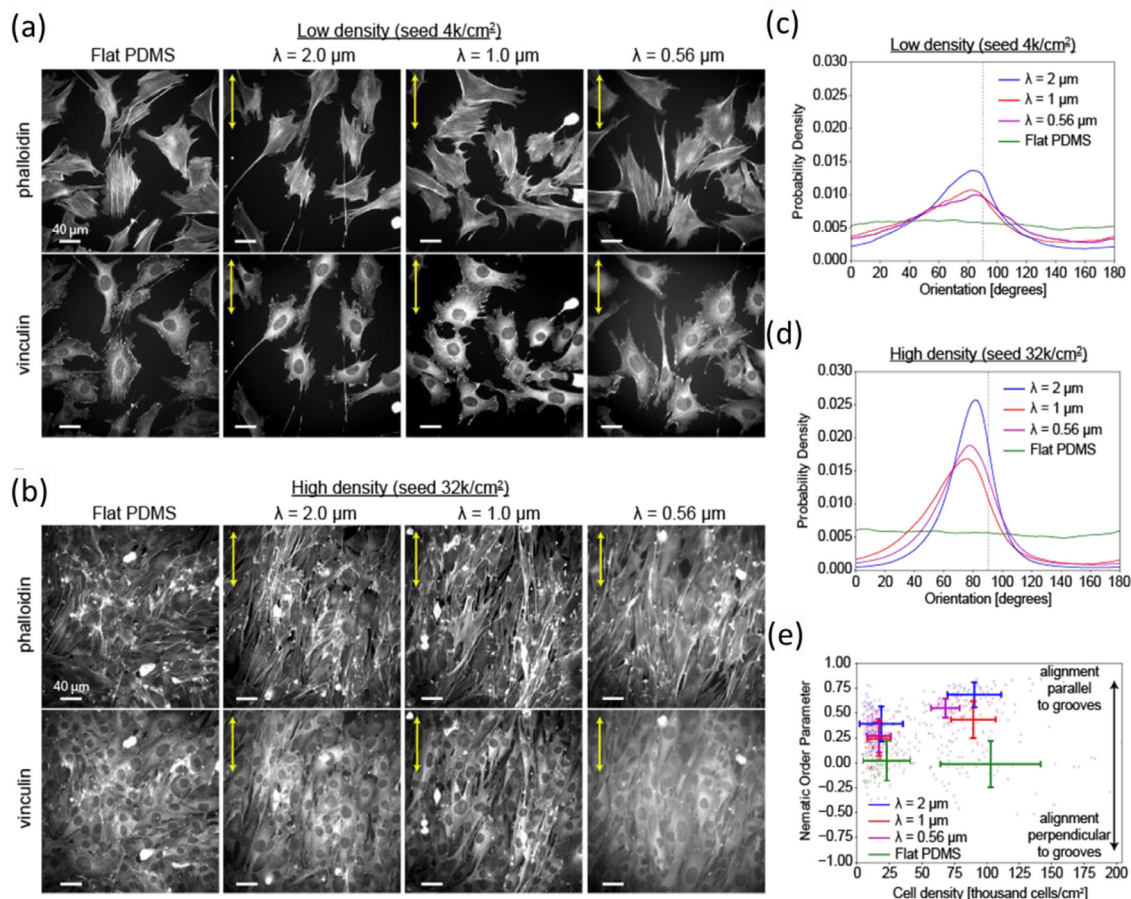 (a)
Low density (seed 4k/cm²)
Flat PDMS
λ = 2.0 μm
λ = 1.0 μm
λ = 0.56 μm
phalloidin
40 μm
vinculin
(b)
High density (seed 32k/cm²)
Flat PDMS
λ = 2.0 μm
λ = 1.0 μm
λ = 0.56 μm
phalloidin
40 μm
vinculin
(c)
Low density (seed 4k/cm²)
0.030
0.025
0.020
0.015
0.010
0.005
0.000
Probability Density
λ = 2 μm
λ = 1 μm
λ = 0.56 μm
Flat PDMS
0 20 40 60 80 100 120 140 160 180
Orientation [degrees]
(d)
High density (seed 32k/cm²)
0.030
0.025
0.020
0.015
0.010
0.005
0.000
Probability Density
λ = 2 μm
λ = 1 μm
λ = 0.56 μm
Flat PDMS
0 20 40 60 80 100 120 140 160 180
Orientation [degrees]
(e)
1.00
0.75
0.50
0.25
0.00
−0.25
−0.50
−0.75
−1.00
Nematic Order Parameter
alignment
parallel
to grooves
alignment
perpendicular
to grooves
λ = 2 μm
λ = 1 μm
λ = 0.56 μm
Flat PDMS
0 25 50 75 100 125 150 175 200
Cell density [thousand cells/cm²]